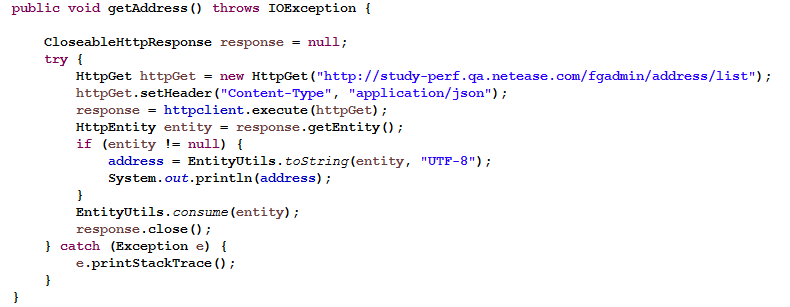 public void getAddress() throws IOException {
CloseableHttpResponse response = null;
try {
HttpGet httpGet = new HttpGet("http://study-perf.qa.netease.com/fgadmin/address/list");
httpGet.setHeader("Content-Type", "application/json");
response = httpclient.execute(httpGet);
HttpEntity entity = response.getEntity();
if (entity != null) {
address = EntityUtils.toString(entity, "UTF-8");
System.out.println(address);
}
EntityUtils.consume(entity);
response.close();
} catch (Exception e) {
e.printStackTrace();
}
}